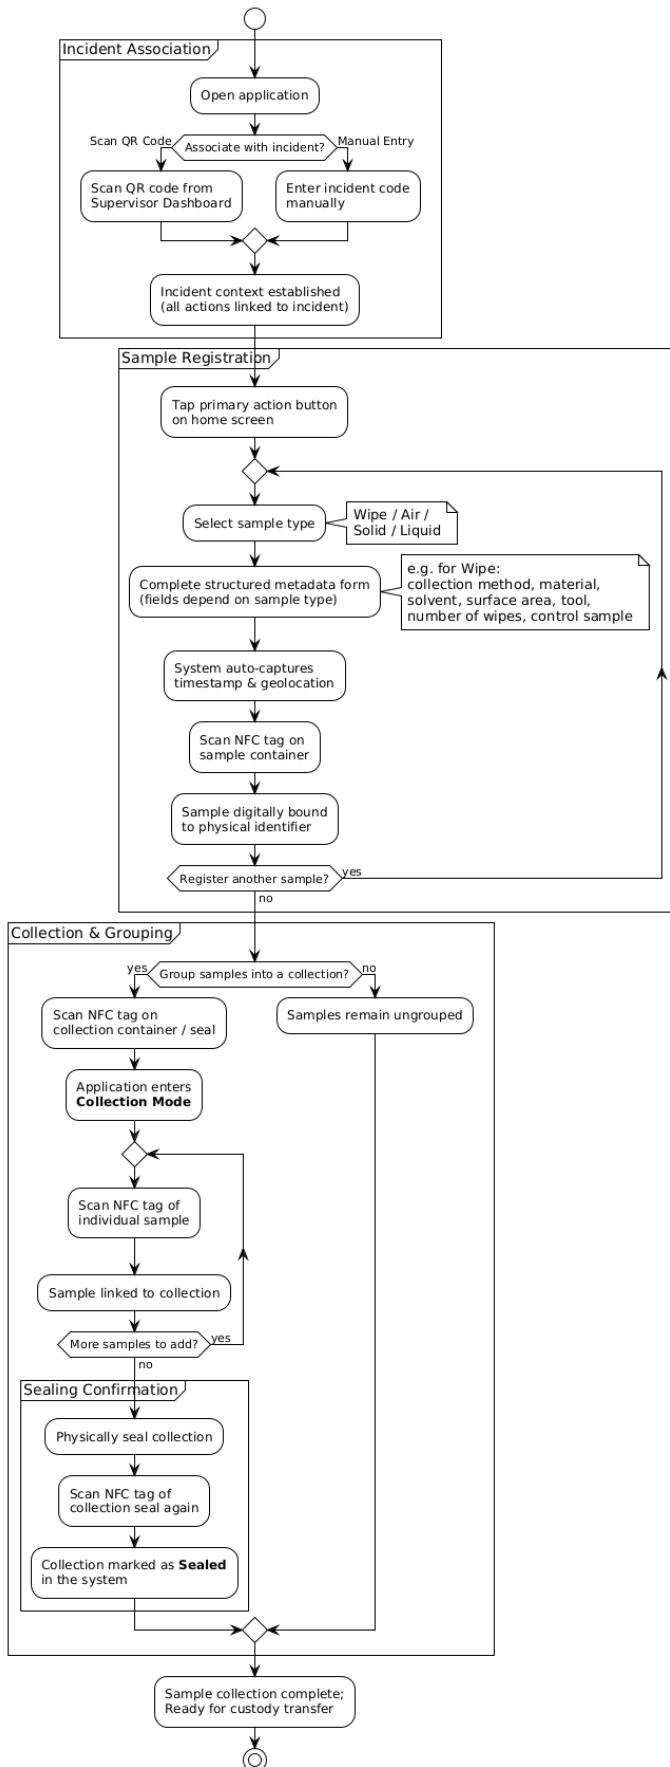 Incident Association
Open application
Scan QR Code
Associate with incident?
Manual Entry
Scan QR code from
Supervisor Dashboard
Enter incident code
manually
Incident context established
(all actions linked to incident)
Sample Registration
Tap primary action button
on home screen
Select sample type
Wipe / Air /
Solid / Liquid
Complete structured metadata form
(fields depend on sample type)
e.g. for Wipe:
collection method, material,
solvent, surface area, tool,
number of wipes, control sample
System auto-captures
timestamp & geolocation
Scan NFC tag on
sample container
Sample digitally bound
to physical identifier
Register another sample?
yes
no
Collection & Grouping
yes
Group samples into a collection?
no
Scan NFC tag on
collection container / seal
Samples remain ungrouped
Application enters
Collection Mode
Scan NFC tag of
individual sample
Sample linked to collection
More samples to add?
yes
no
Sealing Confirmation
Physically seal collection
Scan NFC tag of
collection seal again
Collection marked as Sealed
in the system
Sample collection complete;
Ready for custody transfer